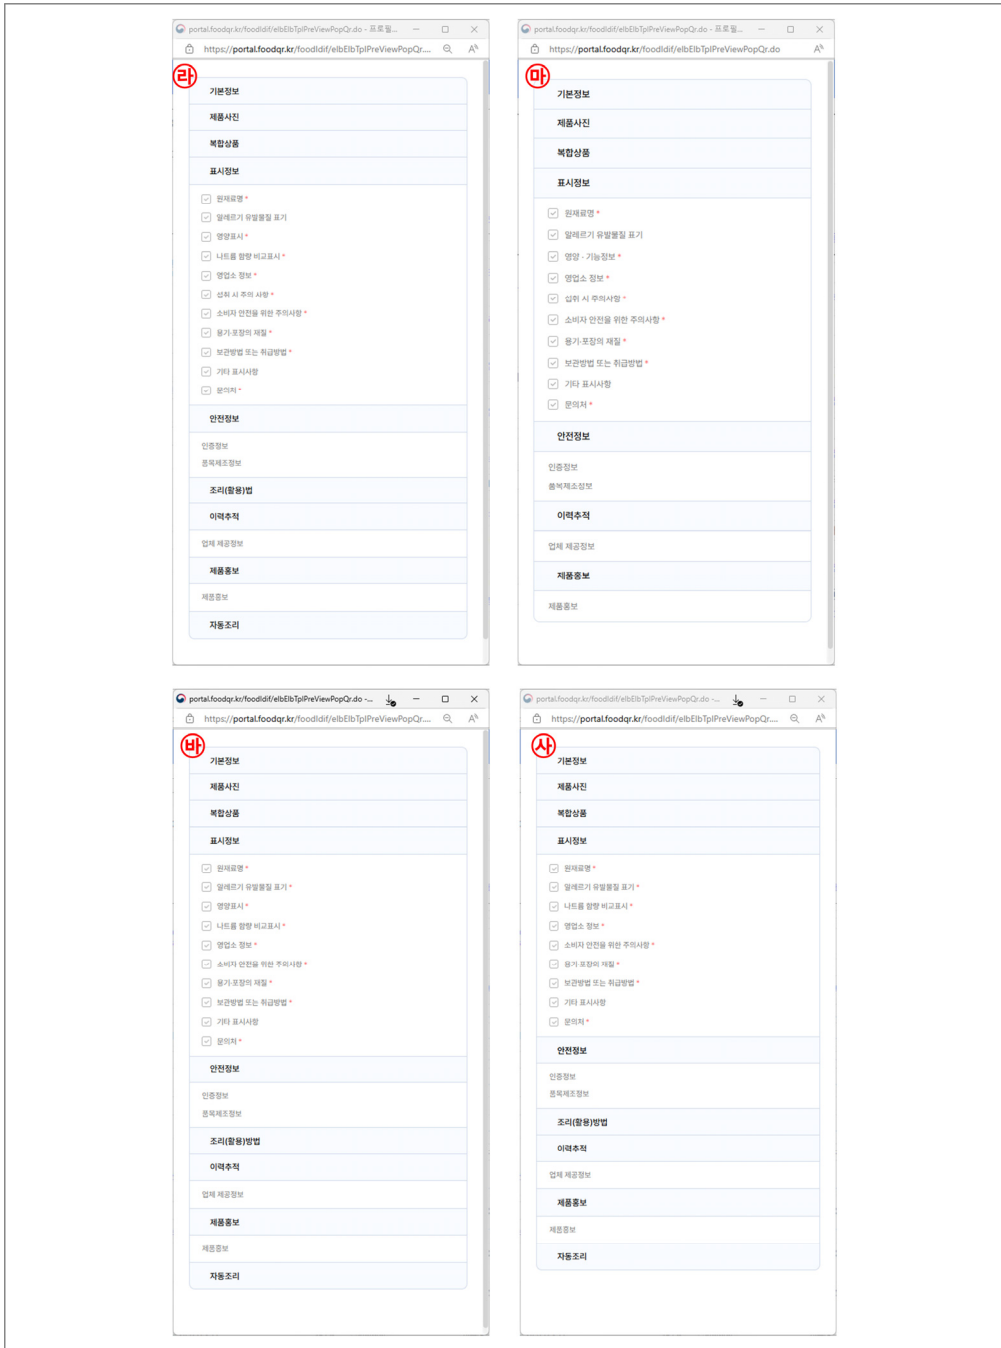 portal.foodqr.kr/foodIdif/elbElbTplPreViewPopQr.do - 프로필...
https://portal.foodqr.kr/foodIdif/elbElbTplPreViewPopQr....
라
기본정보
제품사진
복합상품
표시정보
원재료명 *
알레르기 유발물질 표기
영양표시 *
나트륨 함량 비교표시 *
영업소 정보 *
섭취 시 주의 사항 *
소비자 안전을 위한 주의사항 *
용기·포장의 재질 *
보관방법 또는 취급방법 *
기타 표시사항
문의처 *
안전정보
인증정보
품목제조정보
조리(활용)법
이력추적
업체 제공정보
제품홍보
제품홍보
자동조리
portal.foodqr.kr/foodIdif/elbElbTplPreViewPopQr.do - 프로필...
https://portal.foodqr.kr/foodIdif/elbElbTplPreViewPopQr.do
마
기본정보
제품사진
복합상품
표시정보
원재료명 *
알레르기 유발물질 표기
영양 · 기능정보 *
영업소 정보 *
섭취 시 주의사항 *
소비자 안전을 위한 주의사항 *
용기·포장의 재질 *
보관방법 또는 취급방법 *
기타 표시사항
문의처 *
안전정보
인증정보
품목제조정보
이력추적
업체 제공정보
제품홍보
제품홍보
portal.foodqr.kr/foodIdif/elbElbTplPreViewPopQr.do -...
https://portal.foodqr.kr/foodIdif/elbElbTplPreViewPopQr....
바
기본정보
제품사진
복합상품
표시정보
원재료명 *
알레르기 유발물질 표기 *
영양표시 *
나트륨 함량 비교표시 *
영업소 정보 *
소비자 안전을 위한 주의사항 *
용기·포장의 재질 *
보관방법 또는 취급방법 *
기타 표시사항
문의처 *
안전정보
인증정보
품목제조정보
조리(활용)방법
이력추적
업체 제공정보
제품홍보
제품홍보
자동조리
portal.foodqr.kr/foodIdif/elbElbTplPreViewPopQr.do -...
https://portal.foodqr.kr/foodIdif/elbElbTplPreViewPopQr....
사
기본정보
제품사진
복합상품
표시정보
원재료명 *
알레르기 유발물질 표기 *
나트륨 함량 비교표시 *
영업소 정보 *
소비자 안전을 위한 주의사항 *
용기·포장의 재질 *
보관방법 또는 취급방법 *
기타 표시사항
문의처 *
안전정보
인증정보
품목제조정보
조리(활용)방법
이력추적
업체 제공정보
제품홍보
제품홍보
자동조리